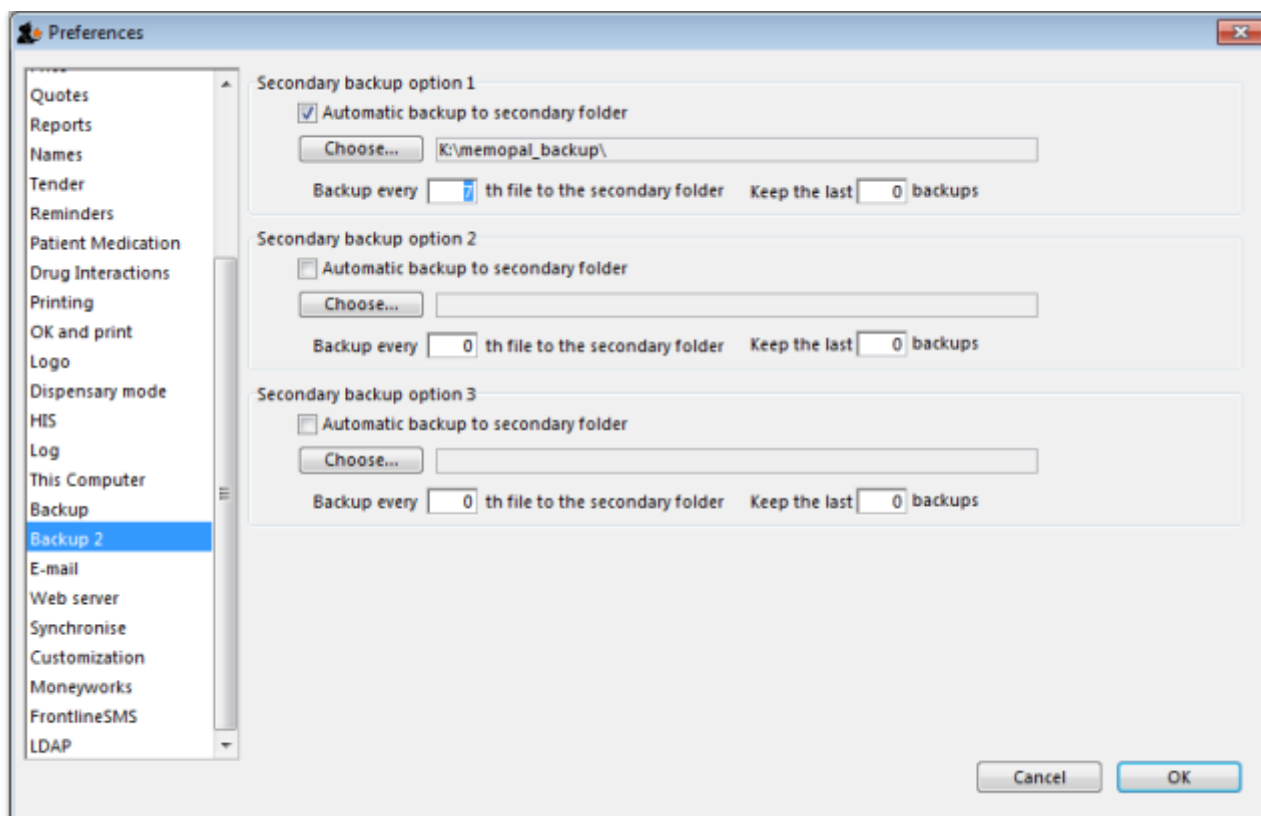 Preferences
Quotes
Reports
Names
Tender
Reminders
Patient Medication
Drug Interactions
Printing
OK and print
Logo
Dispensary mode
HIS
Log
This Computer
Backup
Backup 2
E-mail
Web server
Synchronise
Customization
Moneyworks
FrontlineSMS
LDAP
Secondary backup option 1
Automatic backup to secondary folder
Choose... K:\memopal_backup\
Backup every 7 th file to the secondary folder Keep the last 0 backups
Secondary backup option 2
Automatic backup to secondary folder
Choose...
Backup every 0 th file to the secondary folder Keep the last 0 backups
Secondary backup option 3
Automatic backup to secondary folder
Choose...
Backup every 0 th file to the secondary folder Keep the last 0 backups
Cancel OK